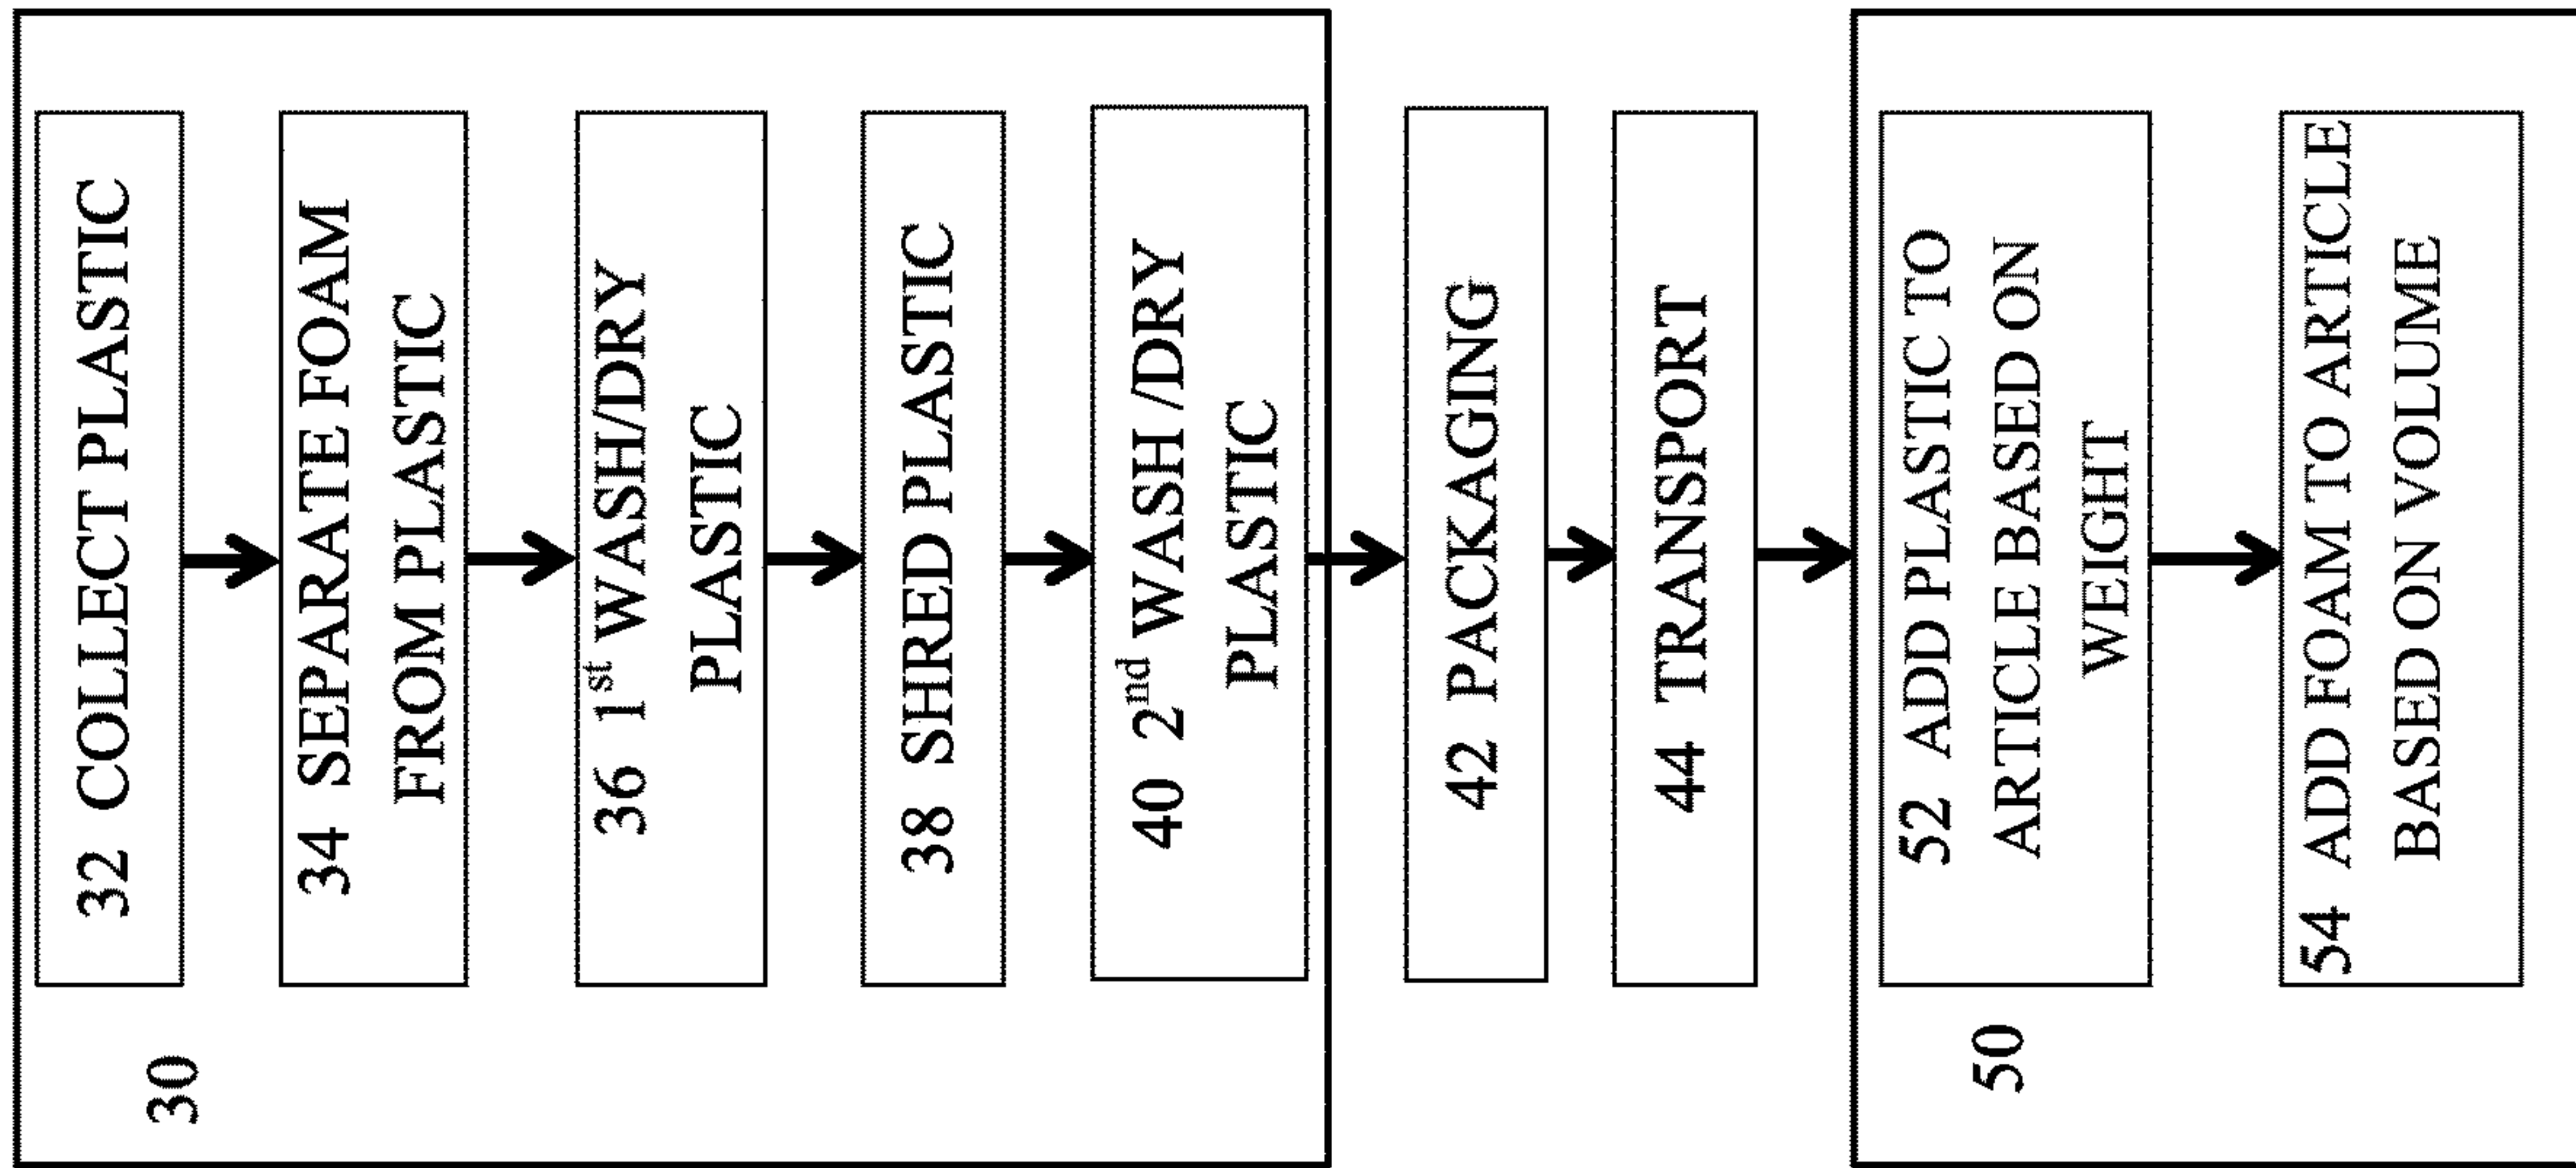 30
32 COLLECT PLASTIC
34 SEPARATE FOAM
FROM PLASTIC
36 1st WASH/DRY
PLASTIC
38 SHRED PLASTIC
40 2nd WASH /DRY
PLASTIC
42 PACKAGING
44 TRANSPORT
50
52 ADD PLASTIC TO
ARTICLE BASED ON
WEIGHT
54 ADD FOAM TO ARTICLE
BASED ON VOLUME